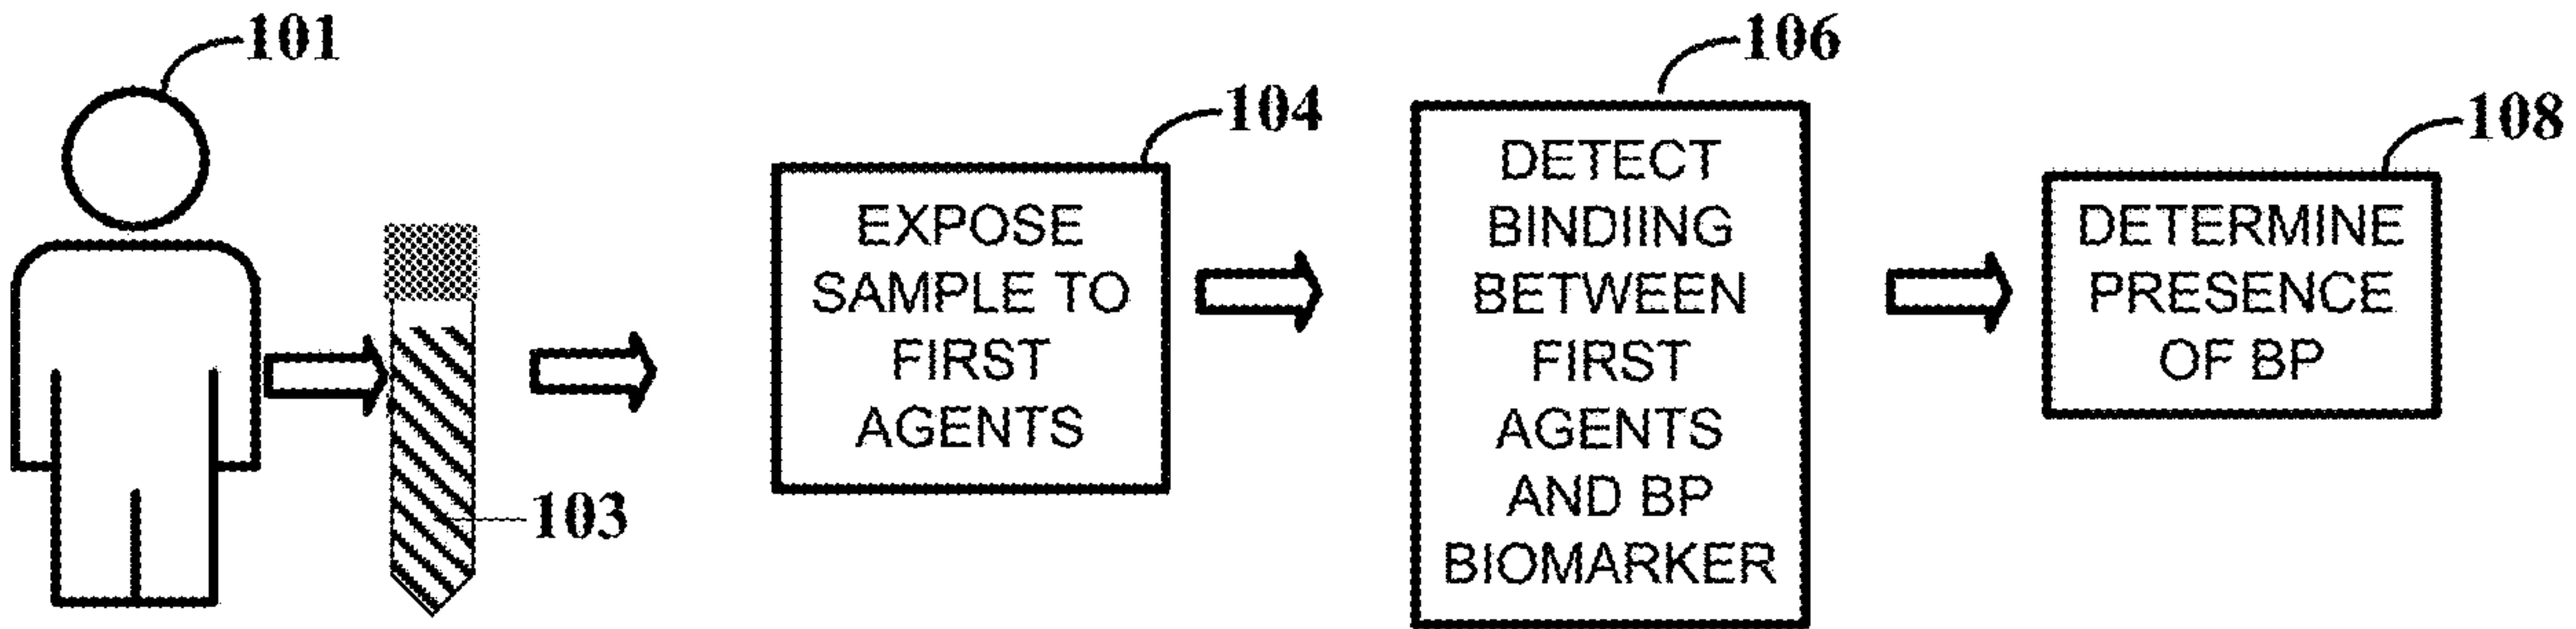 101
103
104
EXPOSE
SAMPLE TO
FIRST
AGENTS
106
DETECT
BINDIING
BETWEEN
FIRST
AGENTS
AND BP
BIOMARKER
108
DETERMINE
PRESENCE
OF BP